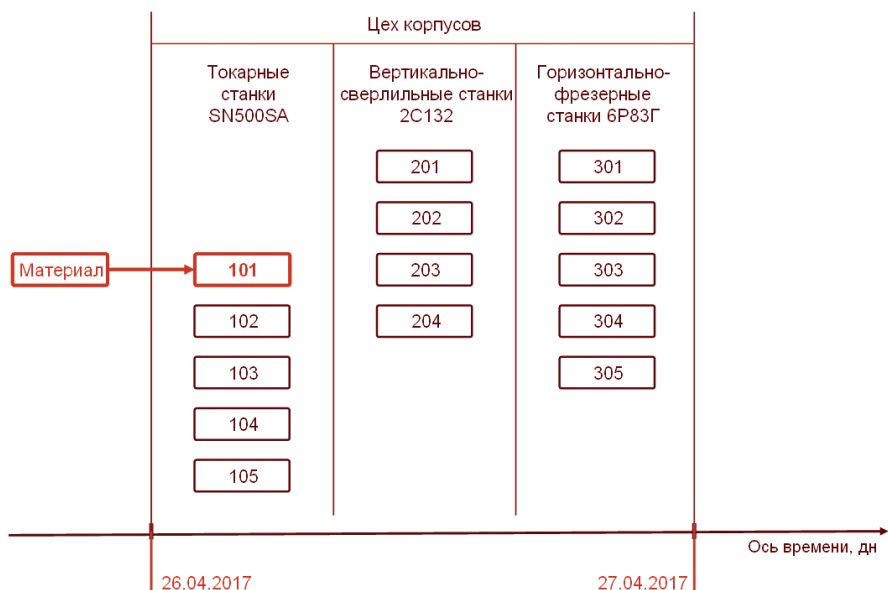 Цех корпусов
Токарные
станки
SN500SA
Вертикально-
сверлильные станки
2С132
Горизонтально-
фрезерные
станки 6Р83Г
201
301
202
302
Материал
101
203
303
102
204
304
103
305
104
105
Ось времени, дн
26.04.2017
27.04.2017